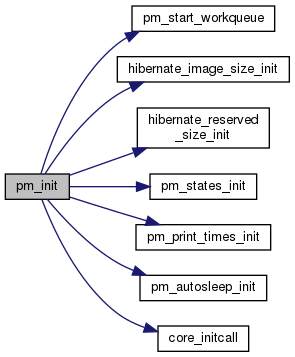 pm_start_workqueue
hibernate_image_size_init
hibernate_reserved
_size_init
pm_init
pm_states_init
pm_print_times_init
pm_autosleep_init
core_initcall